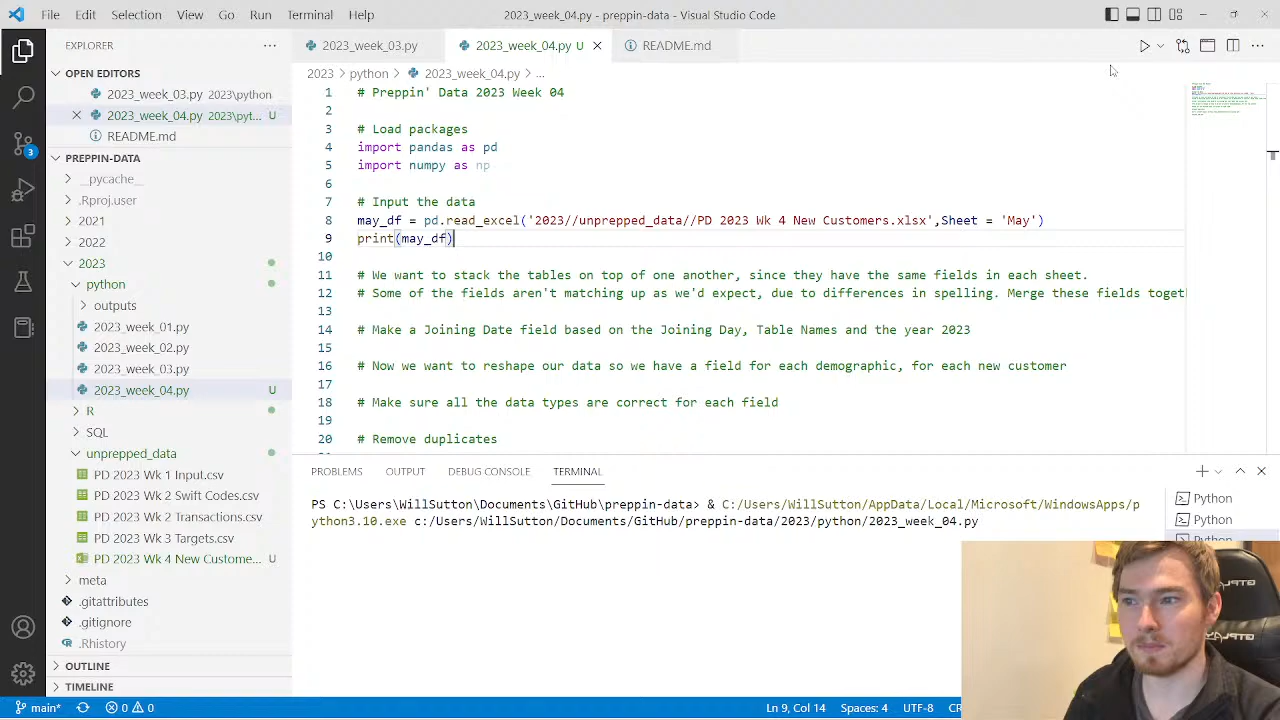 File Edit Selection View Go Run Terminal Help 2023_week_04.py - preppin-data - Visual Studio Code
EXPLORER
OPEN EDITORS
2023_week_03.py 2023\python
2023_week_04.py 2023\pyt... U
README.md
PREPPIN-DATA
__pycache__
.Rproj.user
2021
2022
2023
python
outputs
2023_week_01.py
2023_week_02.py
2023_week_03.py
2023_week_04.py U
R
SQL
unprepped_data
PD 2023 Wk 1 Input.csv
PD 2023 Wk 2 Swift Codes.csv
PD 2023 Wk 2 Transactions.csv
PD 2023 Wk 3 Targets.csv
PD 2023 Wk 4 New Custome... U
meta
.gitattributes
.gitignore
.Rhistory
OUTLINE
TIMELINE
3
2023_week_03.py 2023_week_04.py U README.md
2023 > python > 2023_week_04.py > ...
1 # Preppin' Data 2023 Week 04
2
3 # Load packages
4 import pandas as pd
5 import numpy as np
6
7 # Input the data
8 may_df = pd.read_excel('2023//unprepped_data//PD 2023 Wk 4 New Customers.xlsx',Sheet = 'May')
9 print(may_df)
10
11 # We want to stack the tables on top of one another, since they have the same fields in each sheet.
12 # Some of the fields aren't matching up as we'd expect, due to differences in spelling. Merge these fields toget
13
14 # Make a Joining Date field based on the Joining Day, Table Names and the year 2023
15
16 # Now we want to reshape our data so we have a field for each demographic, for each new customer
17
18 # Make sure all the data types are correct for each field
19
20 # Remove duplicates
PROBLEMS OUTPUT DEBUG CONSOLE TERMINAL
PS C:\Users\WillSutton\Documents\GitHub\preppin-data> & C:/Users/WillSutton/AppData/Local/Microsoft/WindowsApps/p
ython3.10.exe c:/Users/WillSutton/Documents/GitHub/preppin-data/2023/python/2023_week_04.py
Python
Python
Python
GTPLAY
GTPLAY
main* 0 0 Ln 9, Col 14 Spaces: 4 UTF-8 CR